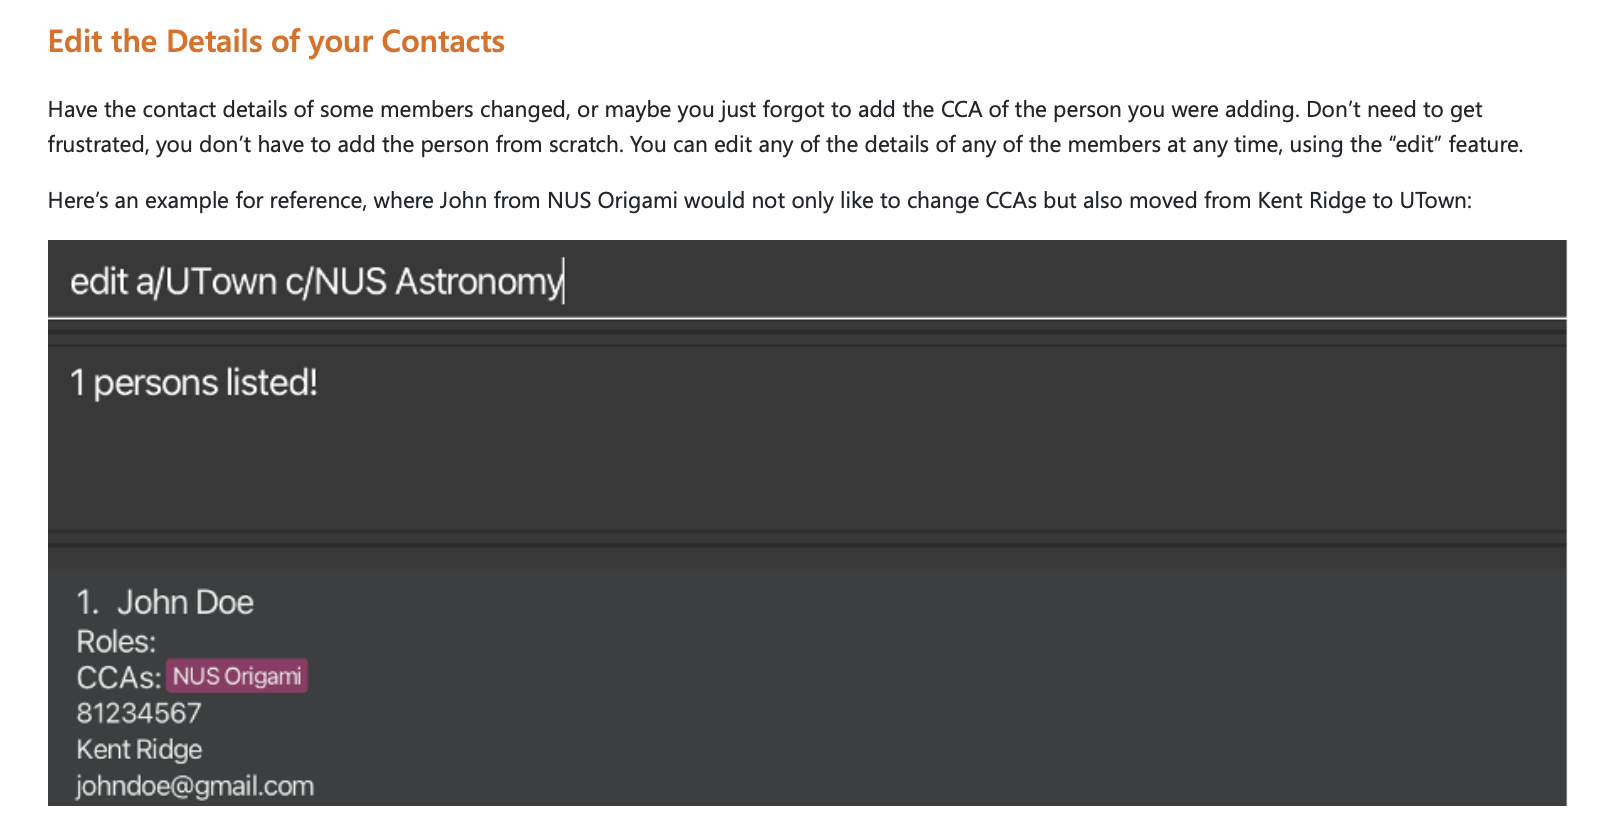 Edit the Details of your Contacts
Have the contact details of some members changed, or maybe you just forgot to add the CCA of the person you were adding. Don’t need to get
frustrated, you don’t have to add the person from scratch. You can edit any of the details of any of the members at any time, using the “edit” feature.
Here’s an example for reference, where John from NUS Origami would not only like to change CCAs but also moved from Kent Ridge to UTown:
edit a/UTown c/NUS Astronomy
1 persons listed!
1. John Doe
Roles:
CCAs: NUS Origami
81234567
Kent Ridge
johndoe@gmail.com